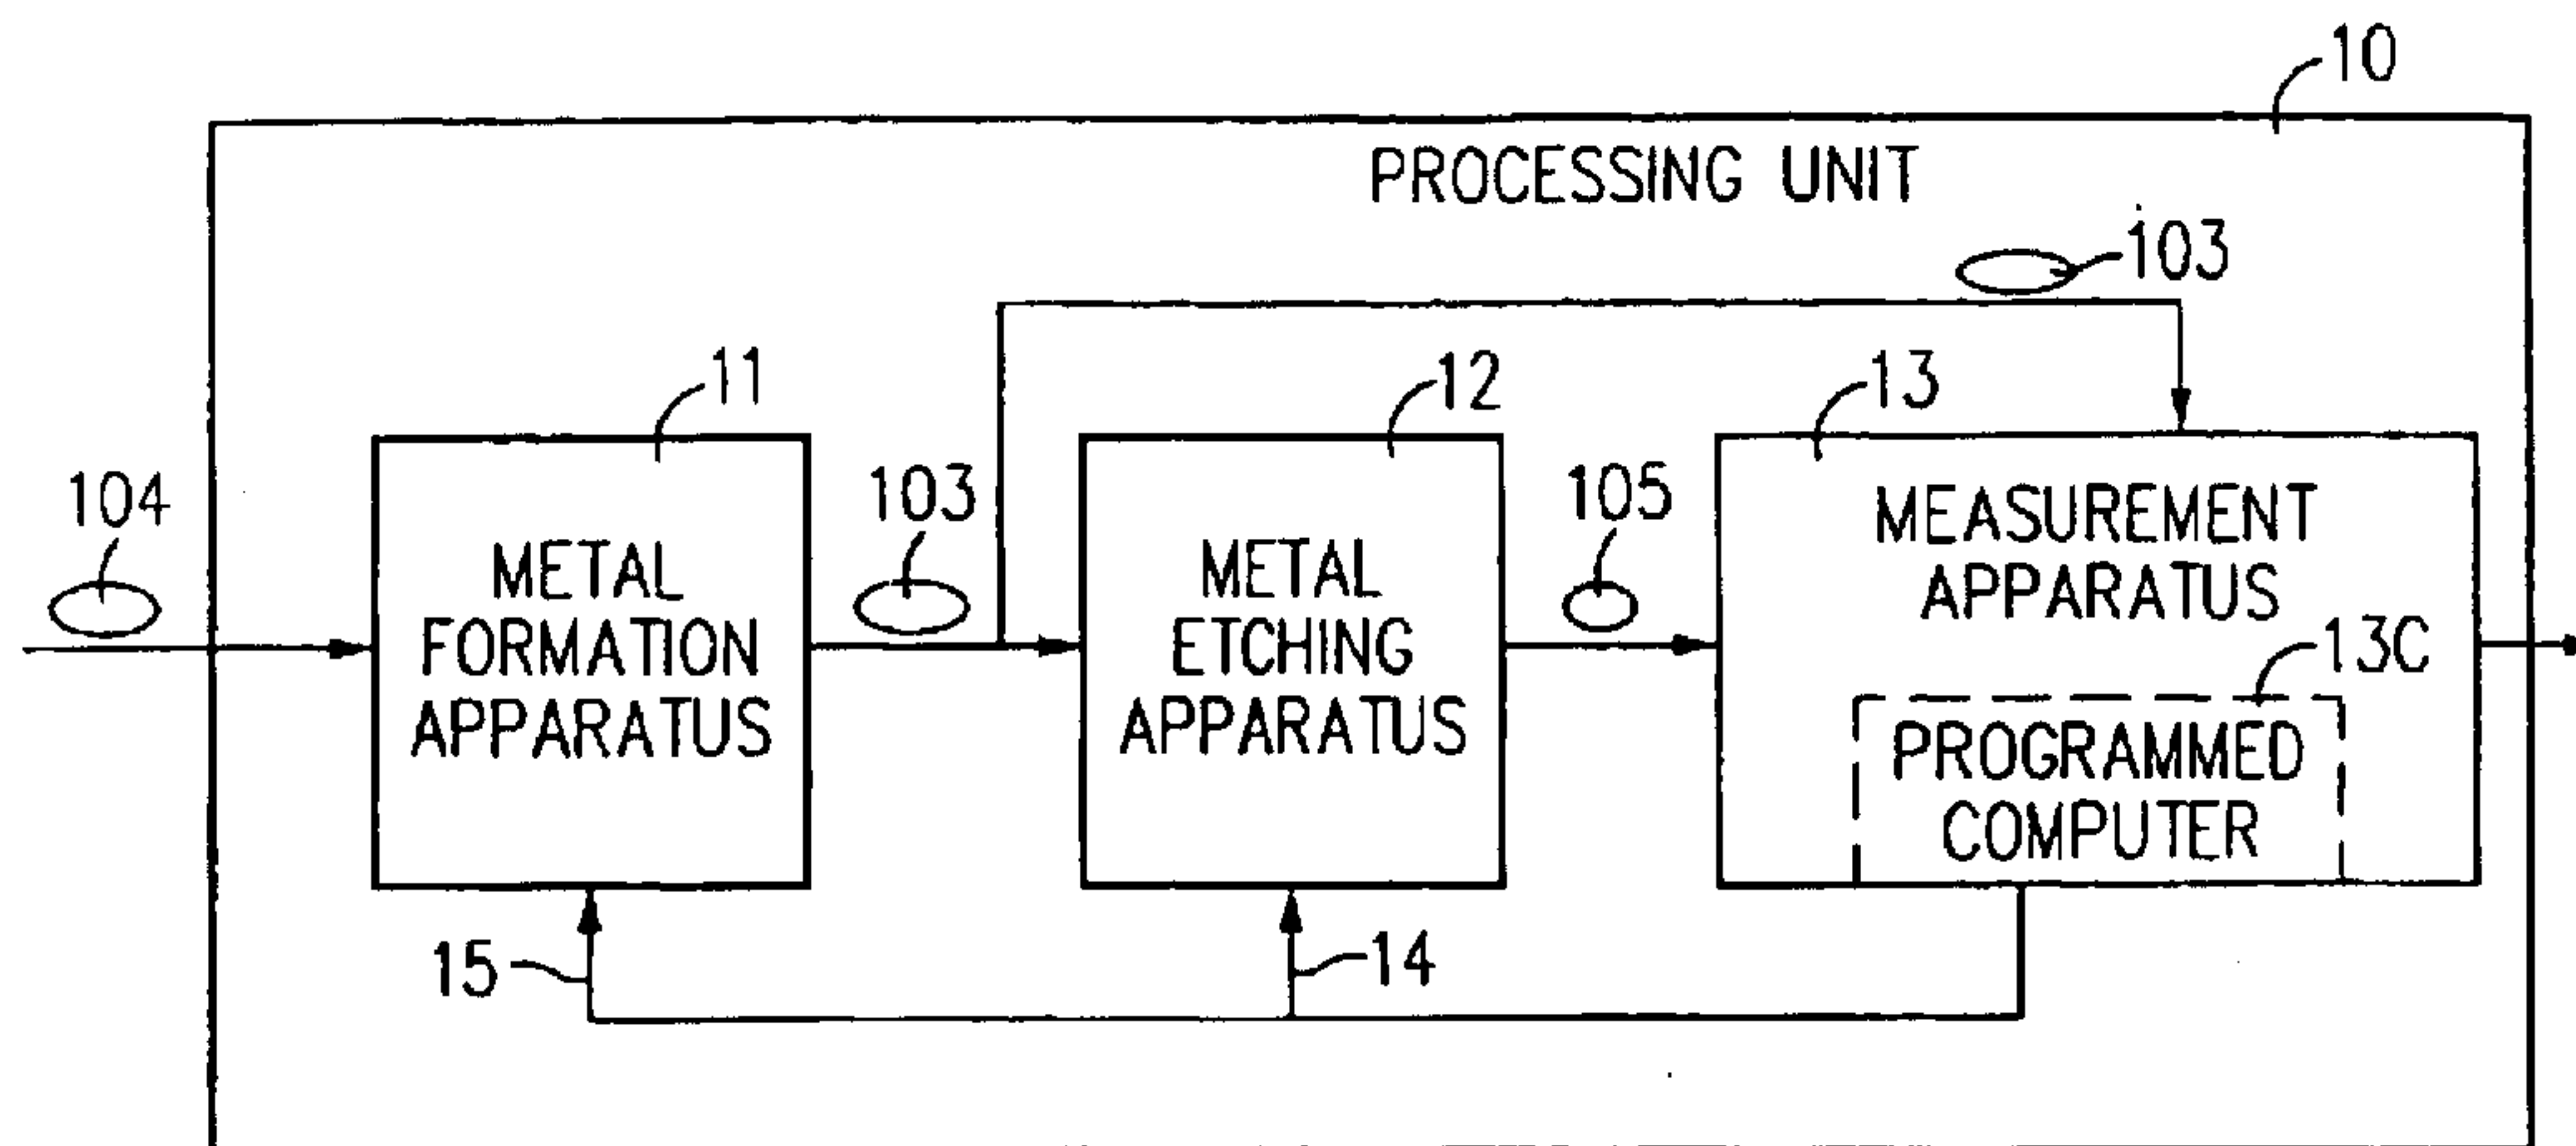 10
PROCESSING UNIT
103
11
12
13
104
103
105
METAL
FORMATION
APPARATUS
METAL
ETCHING
APPARATUS
MEASUREMENT
APPARATUS
13C
PROGRAMMED
COMPUTER
15
14